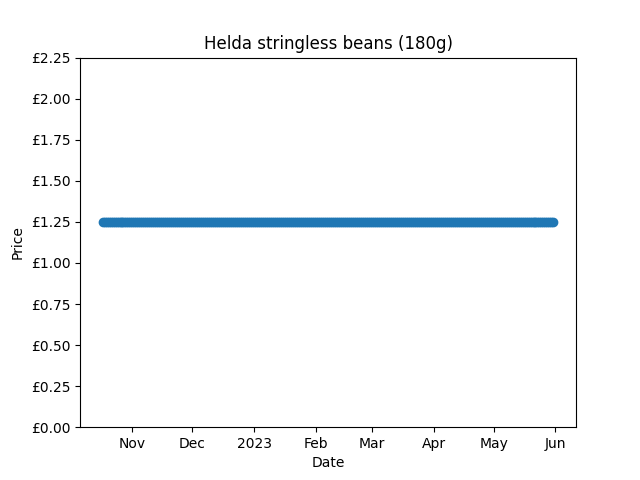 Helda stringless beans (180g)
£2.25
£2.00
£1.75
£1.50
£1.25
£1.00
£0.75
£0.50
£0.25
£0.00
Price
Nov Dec 2023 Feb Mar Apr May Jun
Date